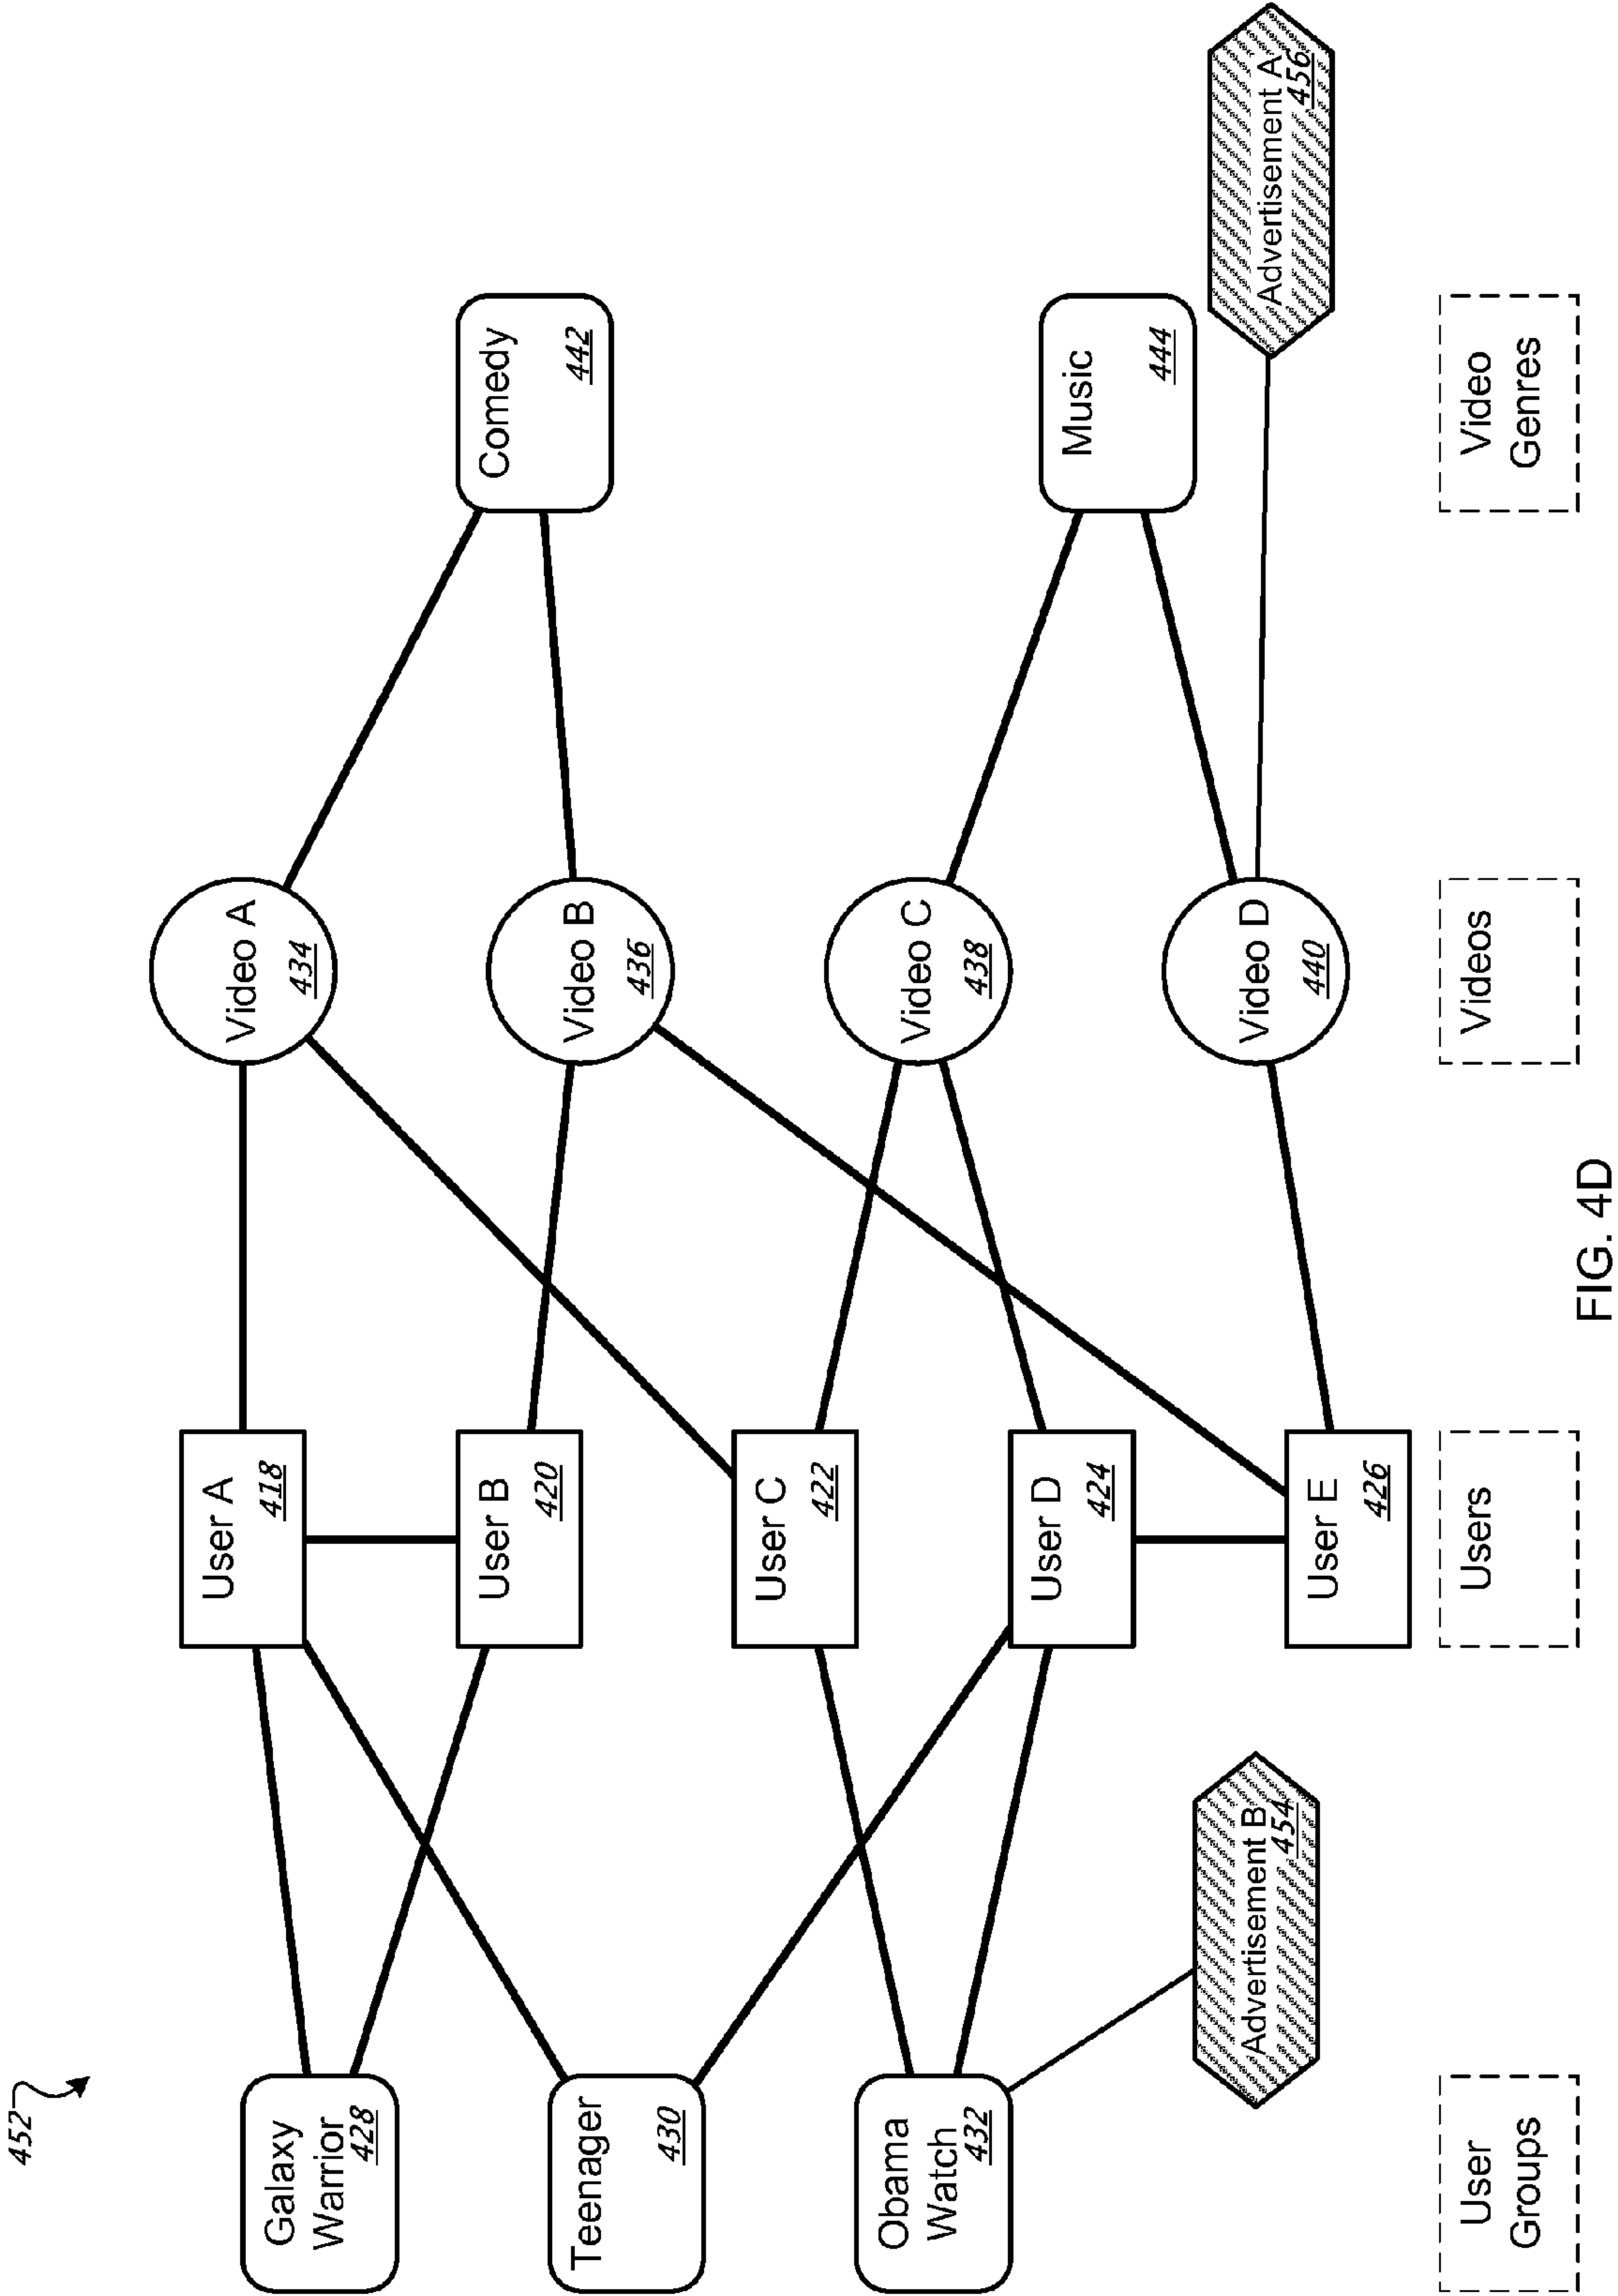 452
Galaxy
Warrior
428
Teenager
430
Obama
Watch
432
Advertisement B
454
User
Groups
User A
418
User B
420
User C
422
User D
424
User E
426
Users
Video A
434
Video B
436
Video C
438
Video D
440
Videos
Comedy
442
Music
444
Advertisement A
456
Video
Genres
FIG. 4D